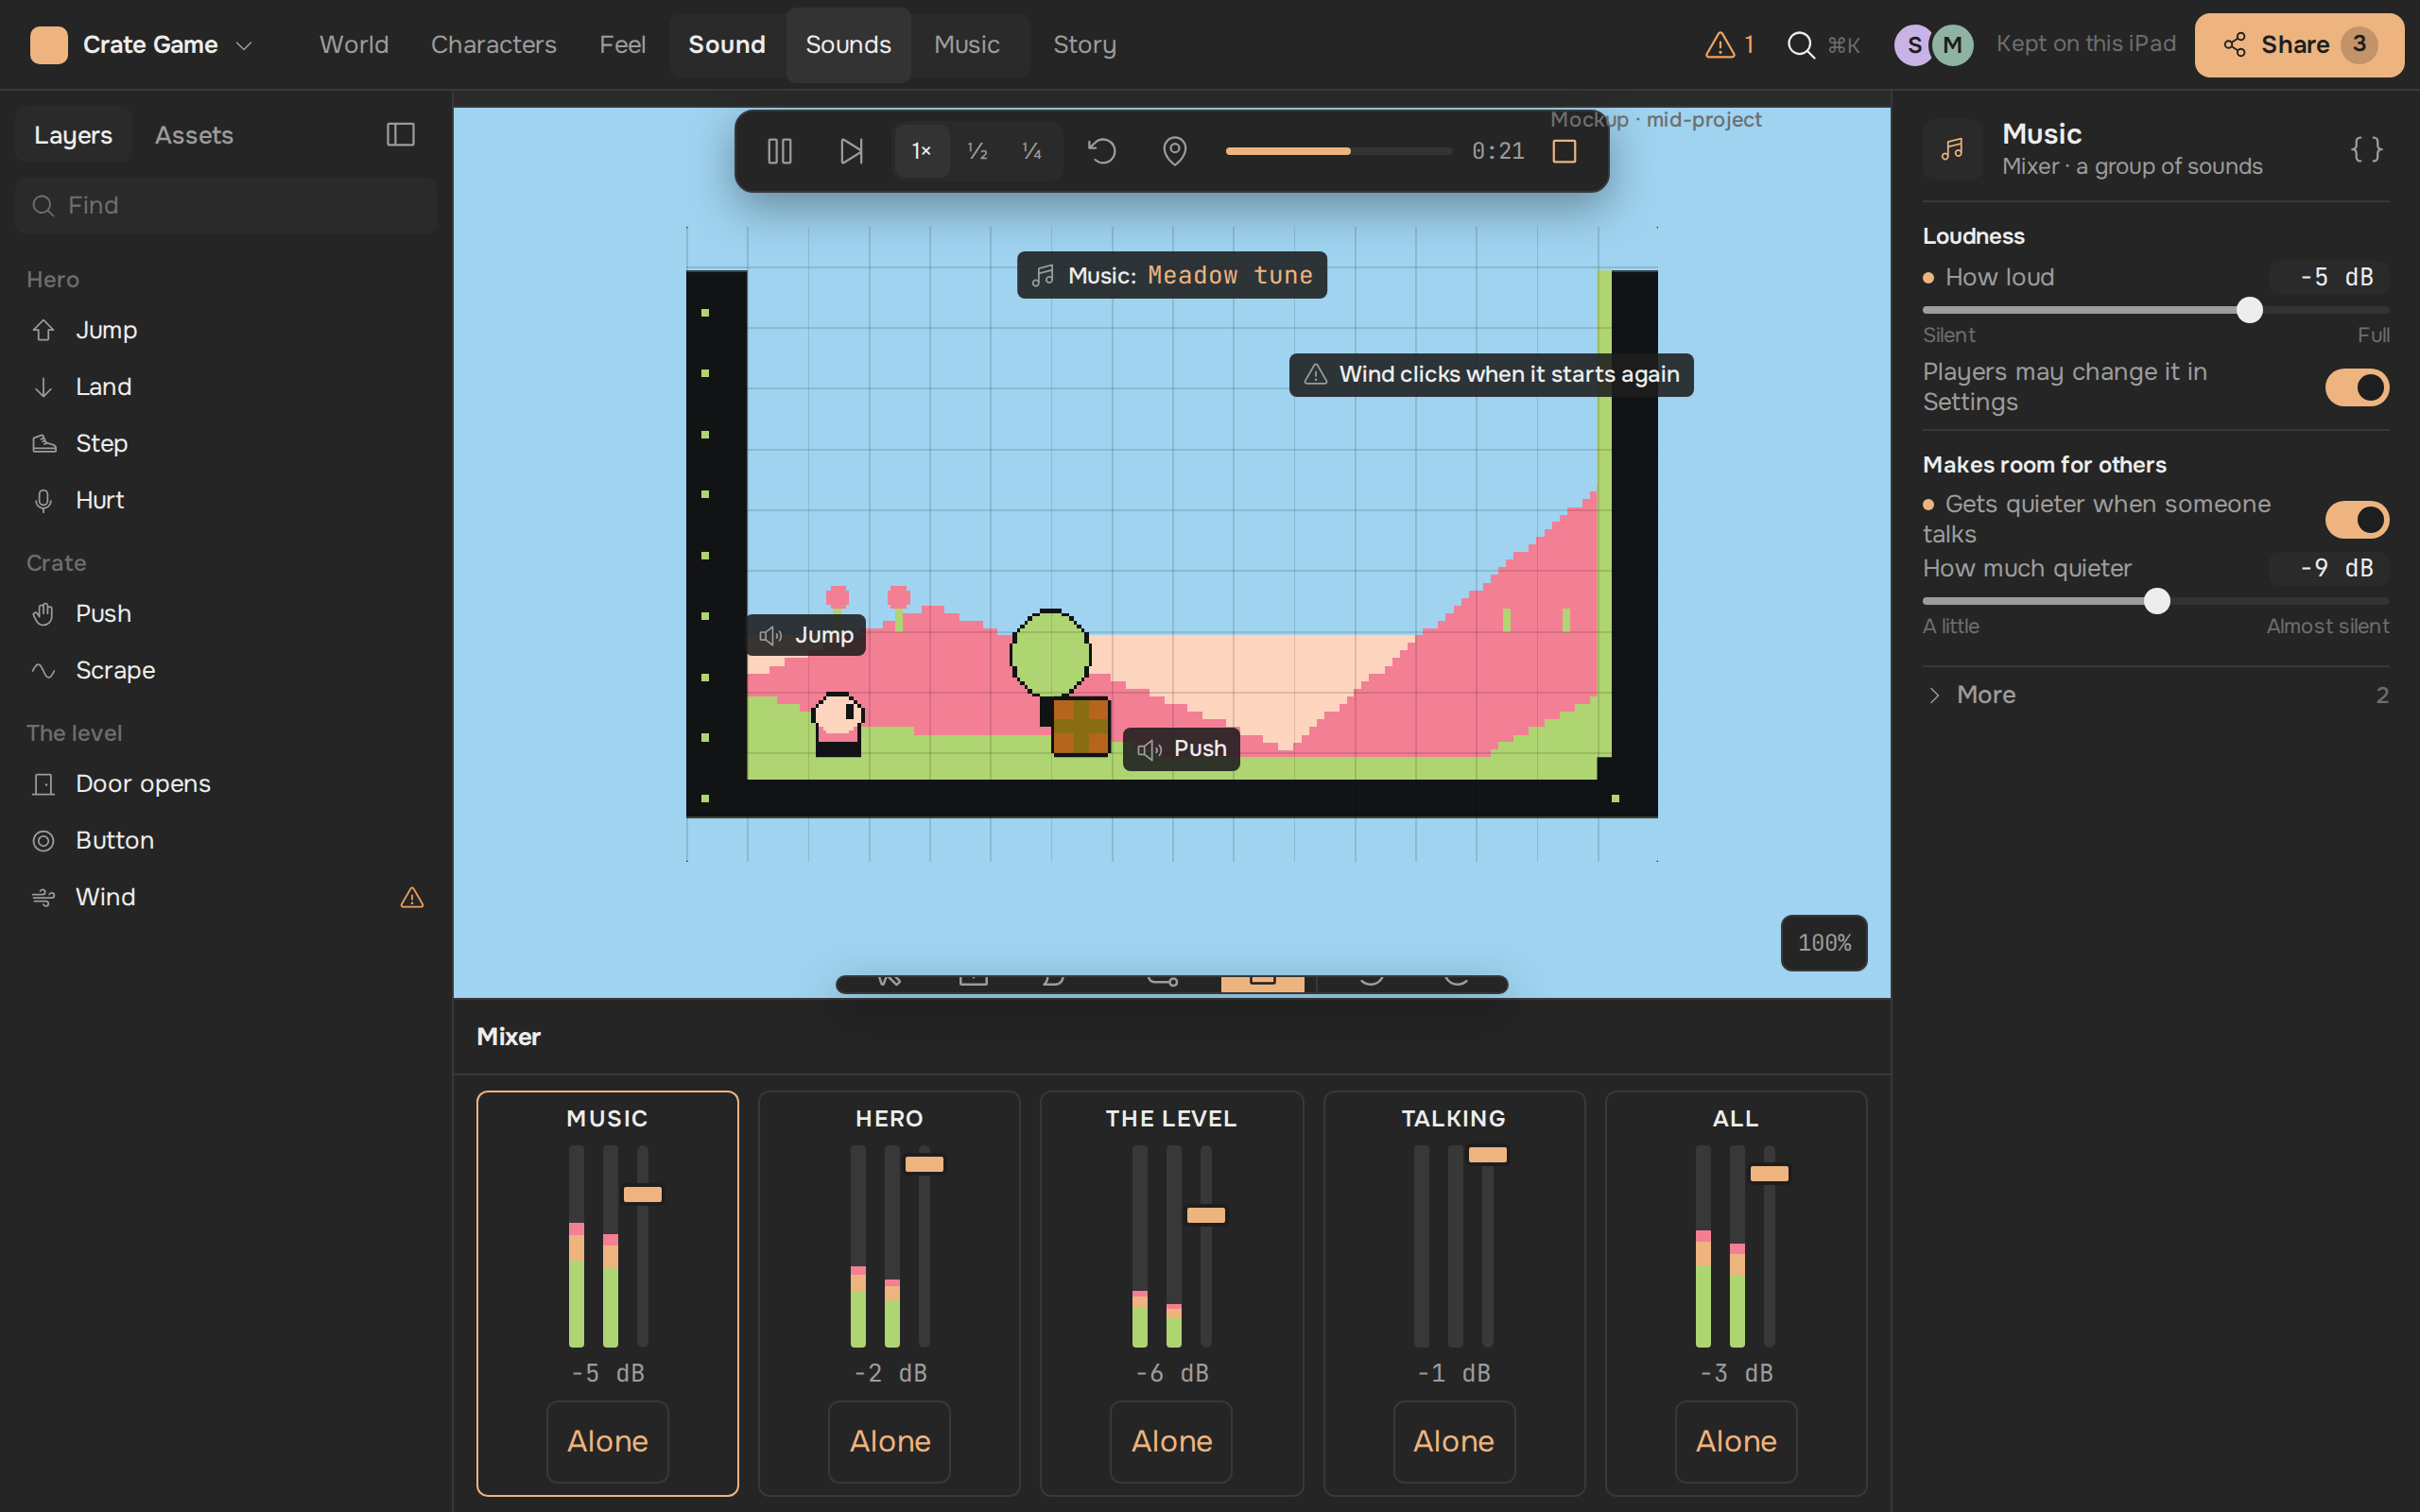 Crate Game
World
Characters
Feel
Sound
Sounds
Music
Story
1
⌘K
S
M
Kept on this iPad
Share 3
Layers
Assets
Find
Hero
Jump
Land
Step
Hurt
Crate
Push
Scrape
The level
Door opens
Button
Wind
1×
½
¼
0:21
Mockup · mid-project
Music: Meadow tune
Wind clicks when it starts again
Jump
Push
100%
Mixer
MUSIC
-5 dB
Alone
HERO
-2 dB
Alone
THE LEVEL
-6 dB
Alone
TALKING
-1 dB
Alone
ALL
-3 dB
Alone
Music
Mixer · a group of sounds
{ }
Loudness
How loud
-5 dB
Silent
Full
Players may change it in
Settings
Makes room for others
Gets quieter when someone
talks
How much quieter
-9 dB
A little
Almost silent
More
2